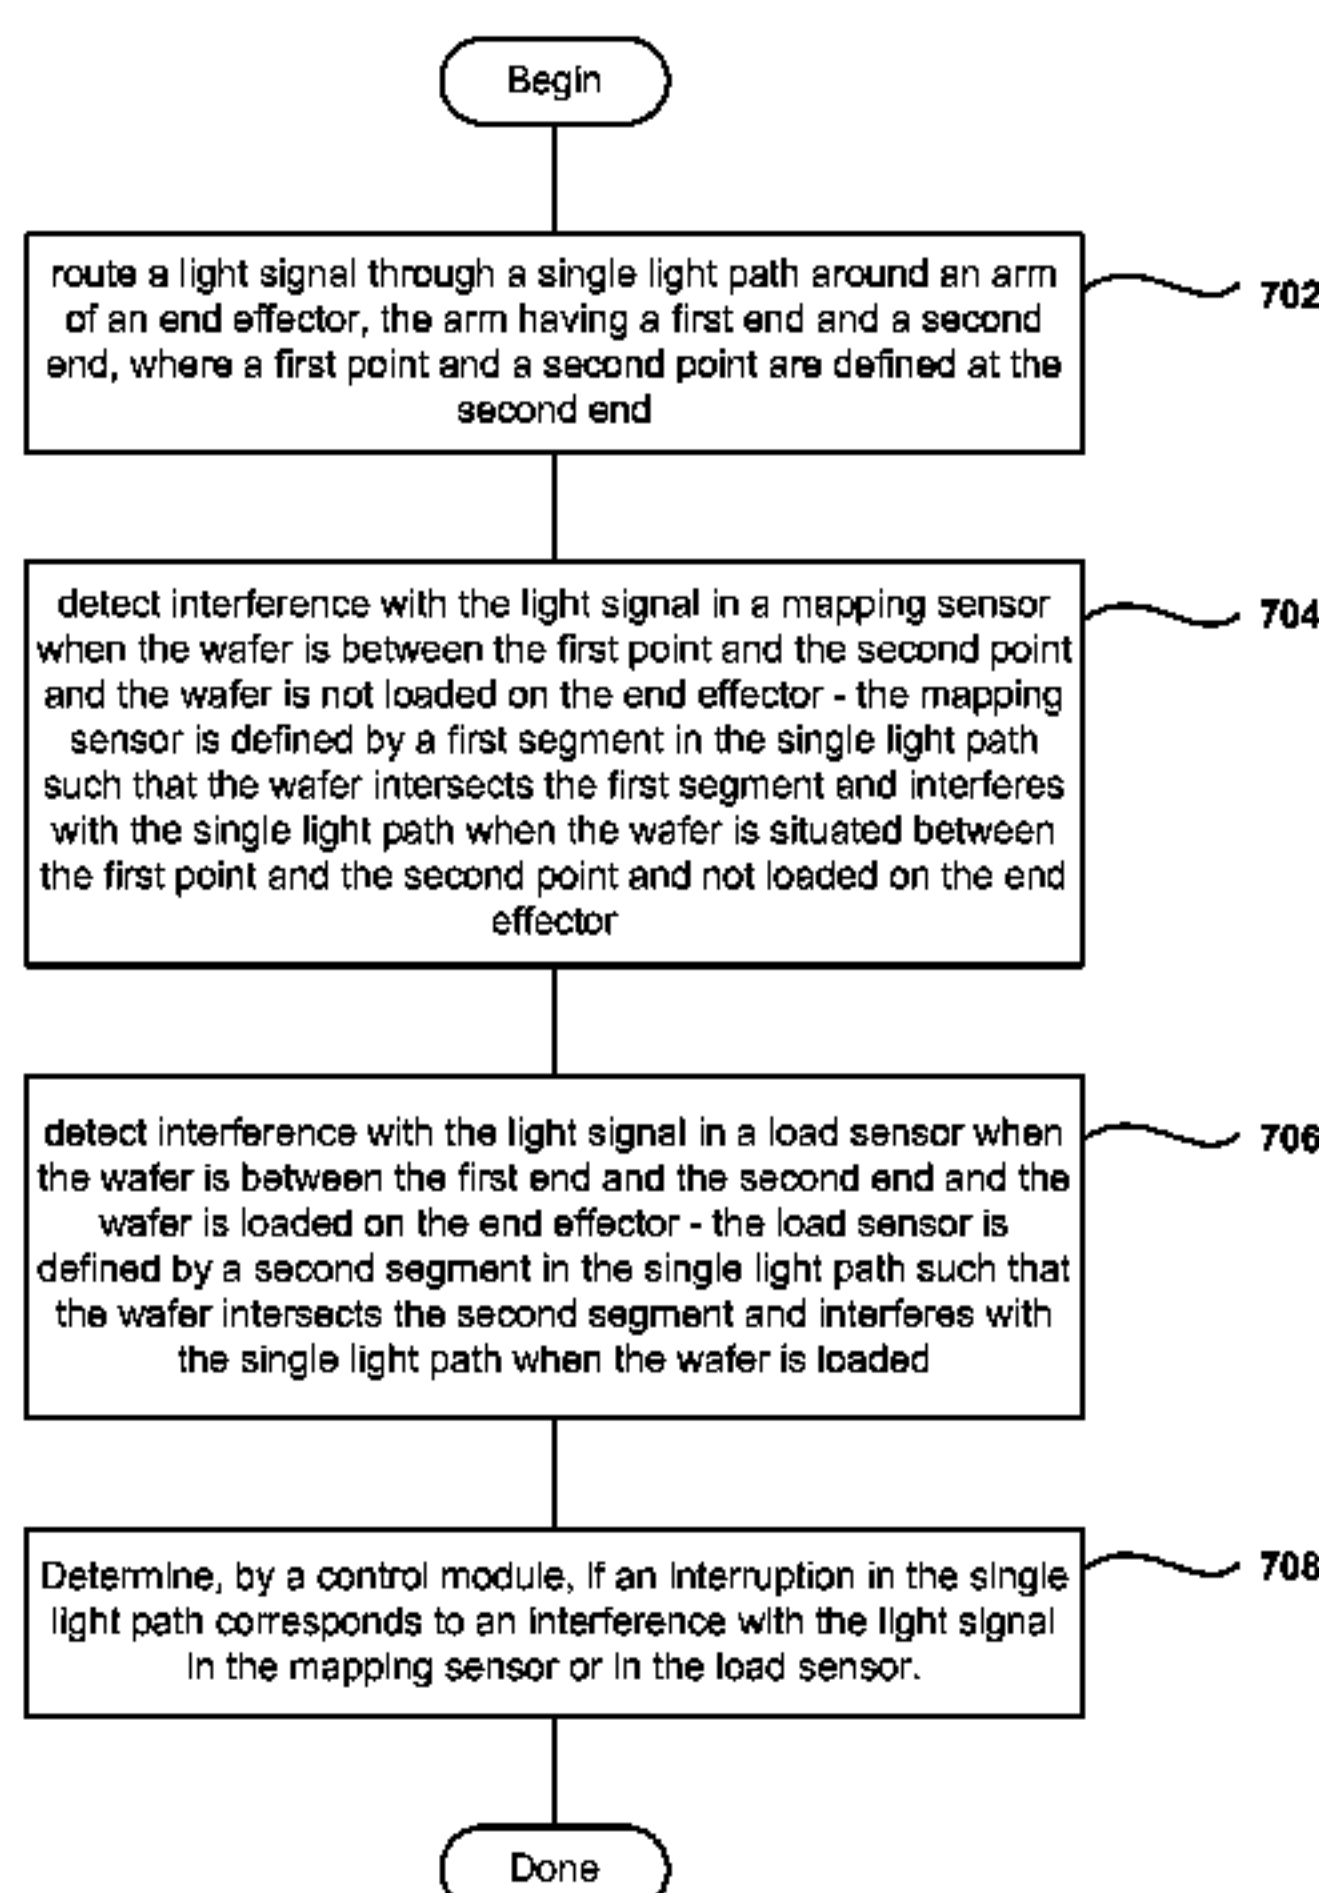 Begin
route a light signal through a single light path around an arm
of an end effector, the arm having a first end and a second
end, where a first point and a second point are defined at the
second end
702
detect interference with the light signal in a mapping sensor
when the wafer is between the first point and the second point
and the wafer is not loaded on the end effector - the mapping
sensor is defined by a first segment in the single light path
such that the wafer intersects the first segment and interferes
with the single light path when the wafer is situated between
the first point and the second point and not loaded on the end
effector
704
detect interference with the light signal in a load sensor when
the wafer is between the first end and the second end and the
wafer is loaded on the end effector - the load sensor is
defined by a second segment in the single light path such that
the wafer intersects the second segment and interferes with
the single light path when the wafer is loaded
706
Determine, by a control module, if an interruption in the single
light path corresponds to an interference with the light signal
in the mapping sensor or in the load sensor.
708
Done